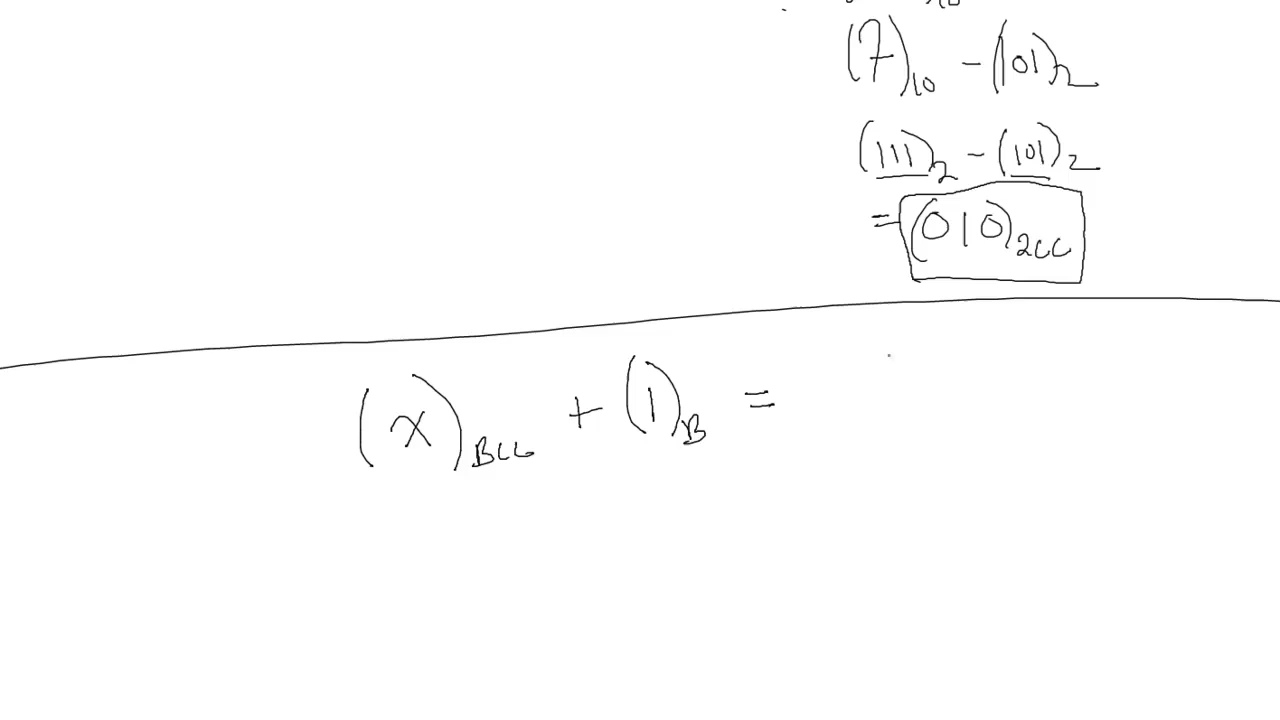 (7)₁₀ - (101)₂
(111)₂ - (101)₂
= (010)₂cc
(x)Bcc + (1)B =